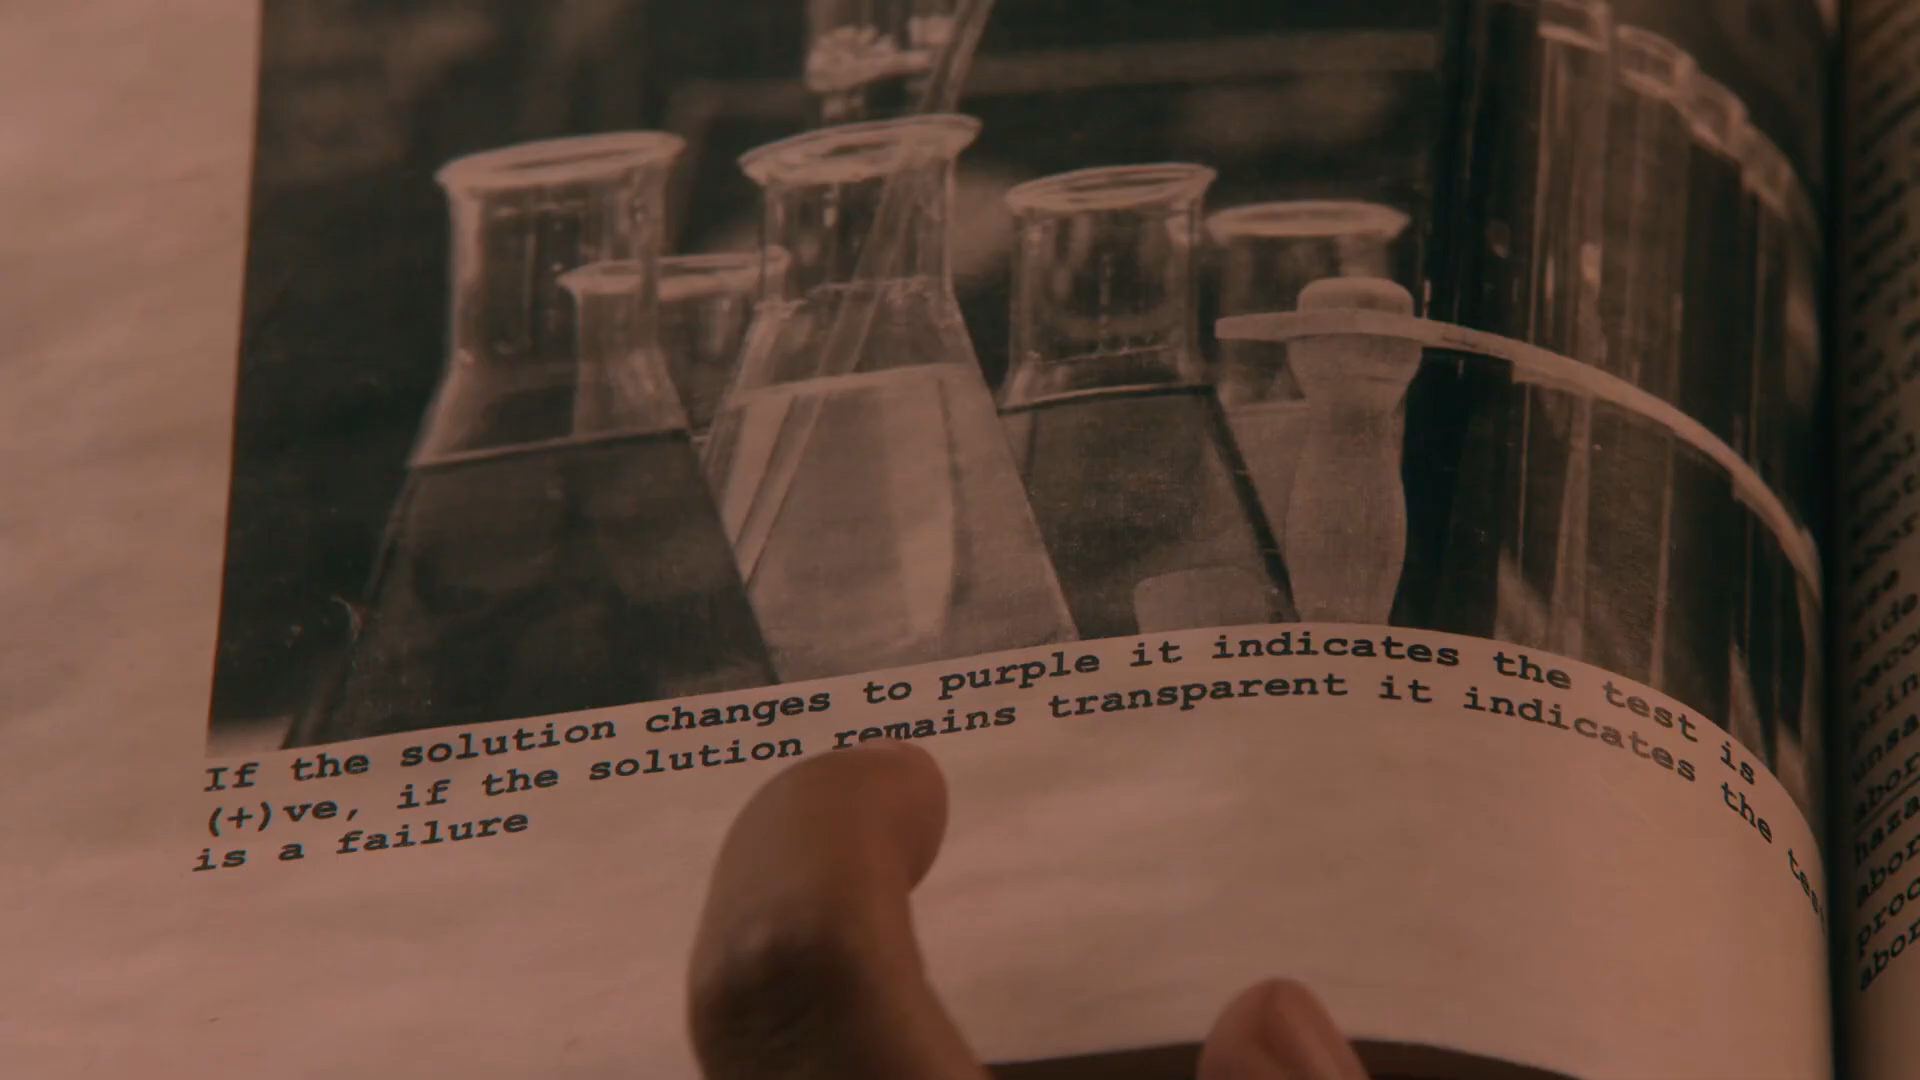 If the solution changes to purple it indicates the test is
(+)ve, if the solution remains transparent it indicates the test
is a failure